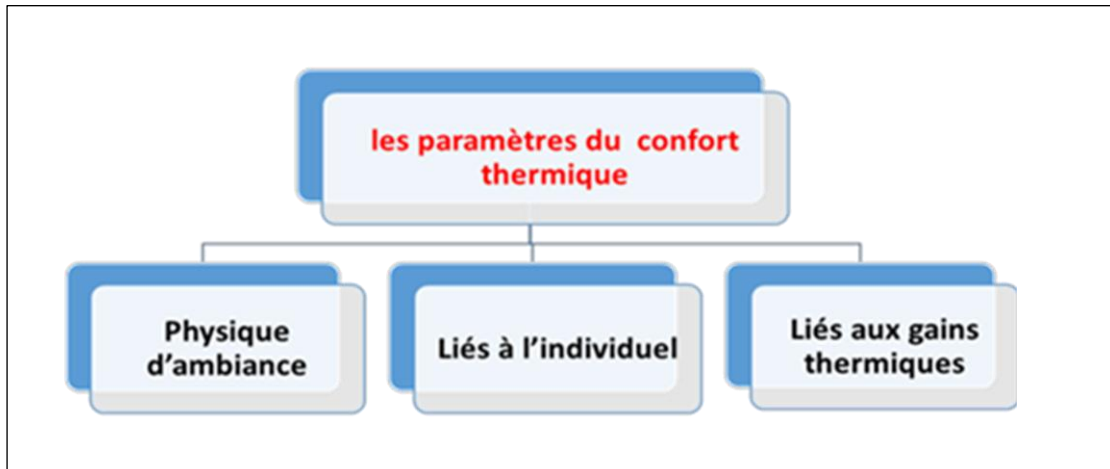 les paramètres du confort
thermique
Physique
d’ambiance
Liés à l’individuel
Liés aux gains
thermiques